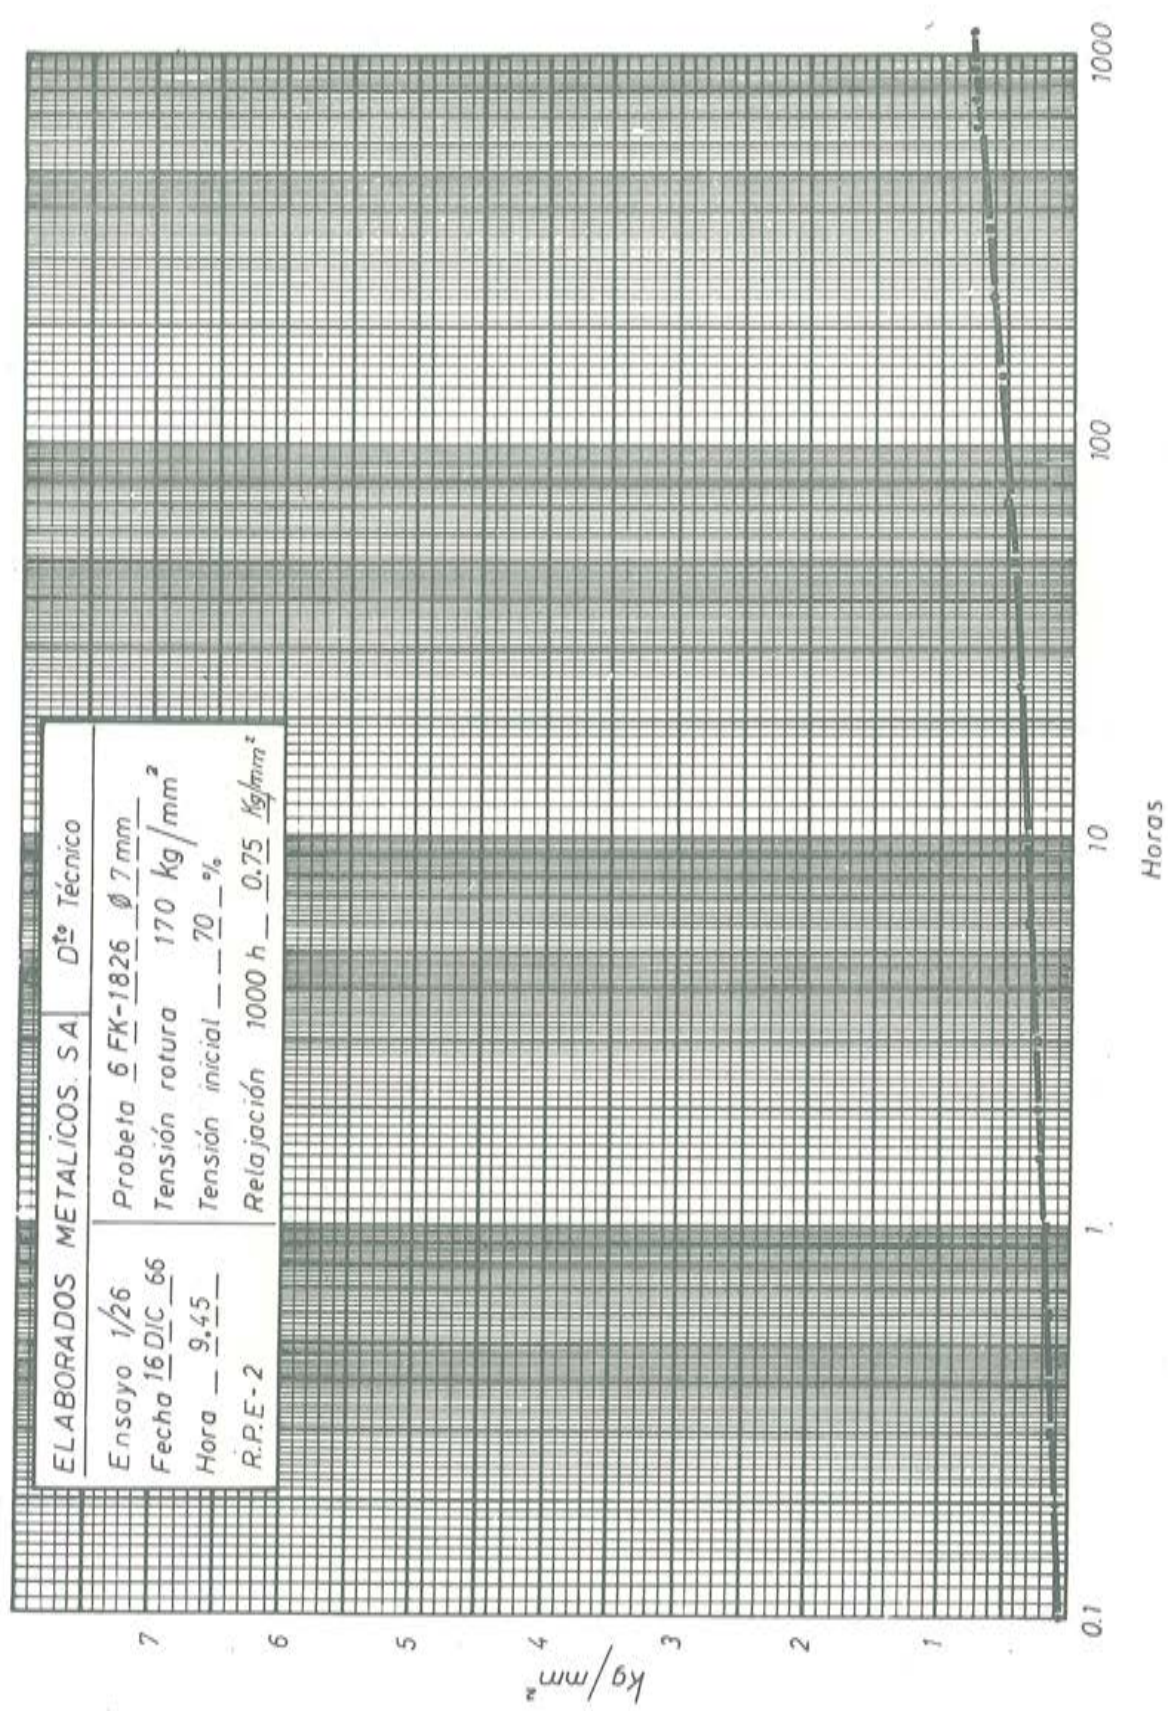 ELABORADOS METALICOS. S.A. Dto Técnico
Ensayo 1/26
Fecha 16 DIC 66
Hora 9.45
R.P.E-2
Probeta 6 FK-1826 Ø 7 mm
Tensión rotura 170 kg/mm²
Tensión inicial 70 %
Relajación 1000 h 0.75 Kg/mm²
7
6
5
4
3
2
1
kg/mm²
0.1
1
10
100
1000
Horas